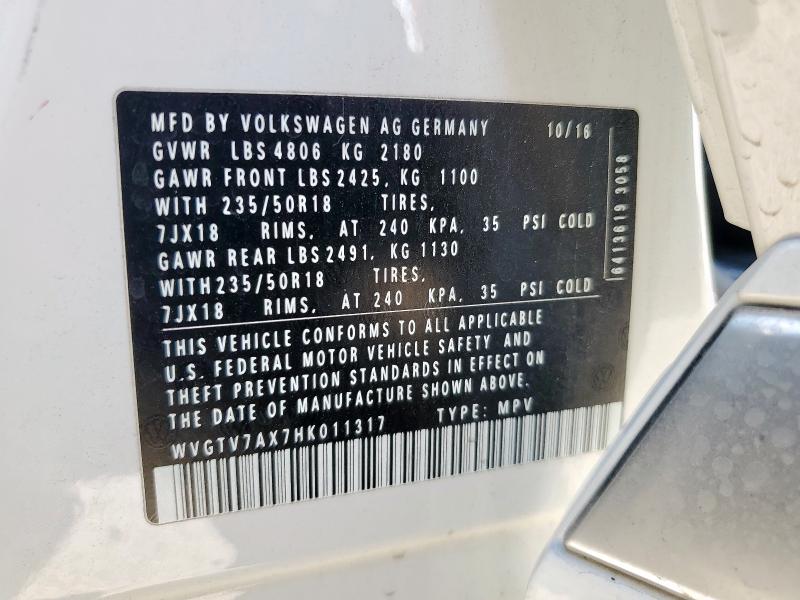 MFD BY VOLKSWAGEN AG GERMANY 10/16
GVWR LBS 4806 KG 2180
GAWR FRONT LBS 2425, KG 1100
WITH 235/50R18 TIRES,
7JX18 RIMS, AT 240 KPA, 35 PSI COLD
GAWR REAR LBS 2491, KG 1130
WITH 235/50R18 TIRES,
7JX18 RIMS, AT 240 KPA, 35 PSI COLD
THIS VEHICLE CONFORMS TO ALL APPLICABLE
U.S. FEDERAL MOTOR VEHICLE SAFETY AND
THEFT PREVENTION STANDARDS IN EFFECT ON
THE DATE OF MANUFACTURE SHOWN ABOVE.
WVGTV7AX7HK011317 TYPE: MPV
6413619 3058